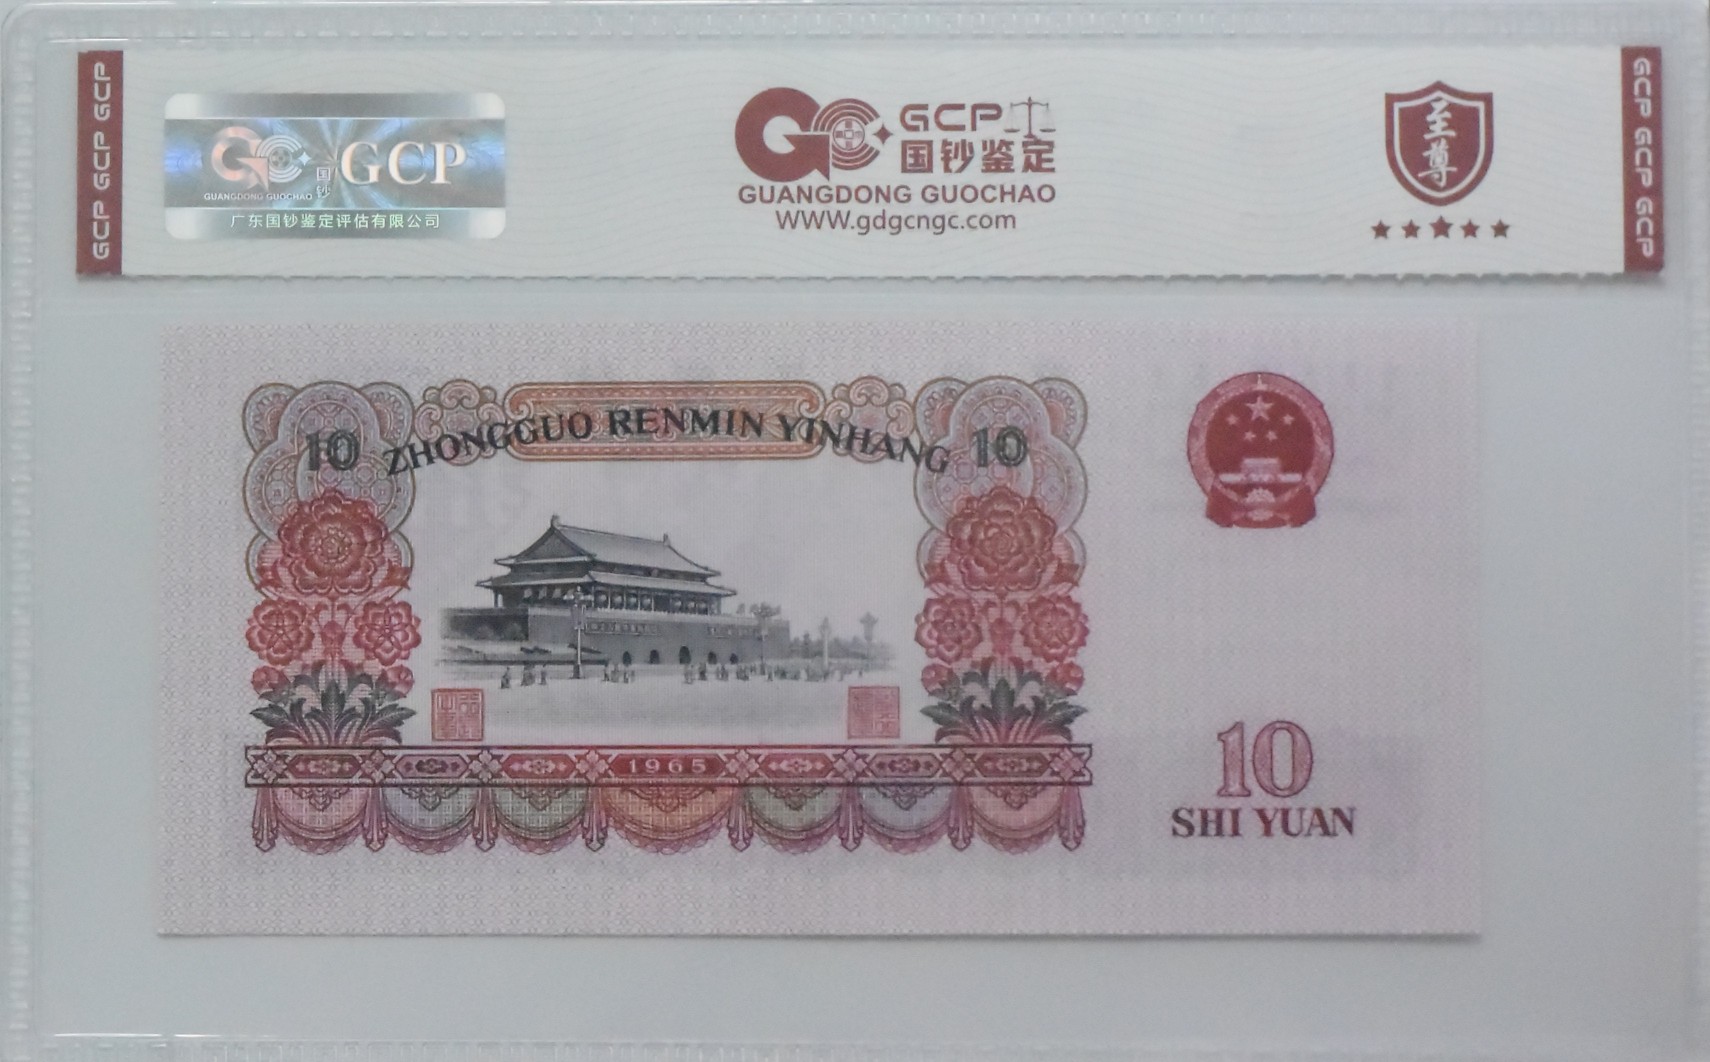 GCP GCP GCP
国钞
GCP
GUANGDONG GUOCHAO
广东国钞鉴定评估有限公司
GCP
国钞鉴定
GUANGDONG GUOCHAO
WWW.gdgcngc.com
至尊
GCP GCP GCP
10 ZHONGGUO RENMIN YINHANG 10
1965
10
SHI YUAN